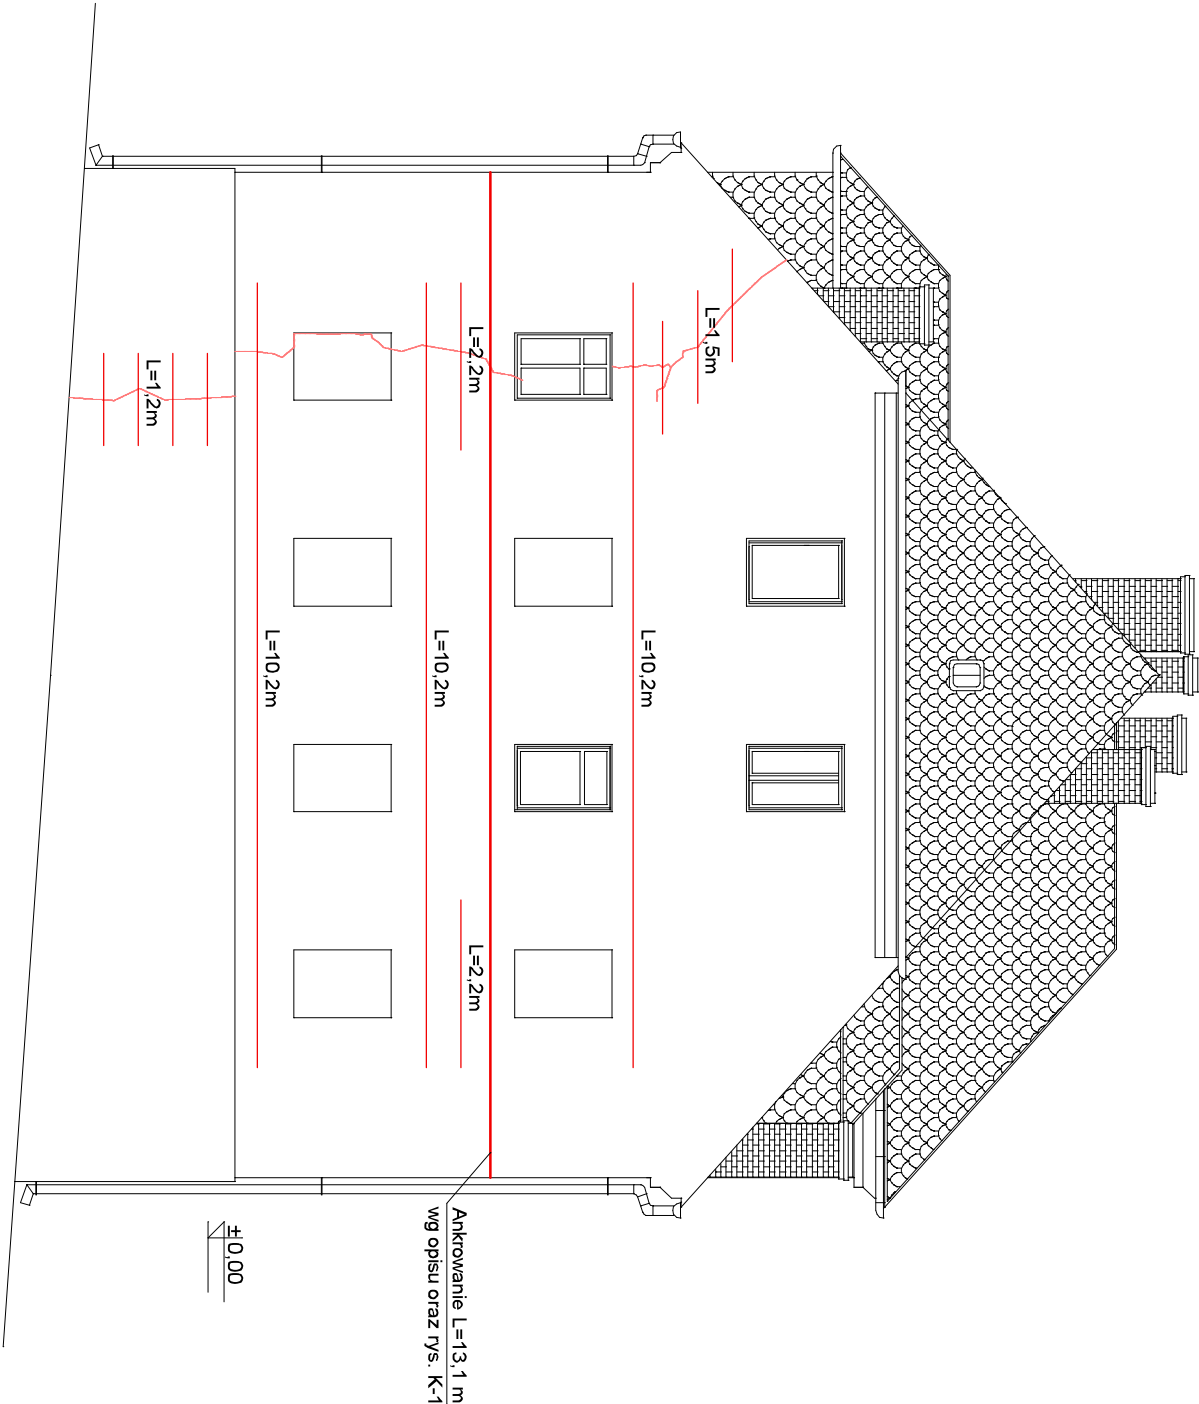 L=1,5m
L=10,2m
L=2,2m
L=2,2m
L=10,2m
L=10,2m
L=1,2m
Ankrowanie L=13,1 m
wg opisu oraz rys. K-1
±0,00